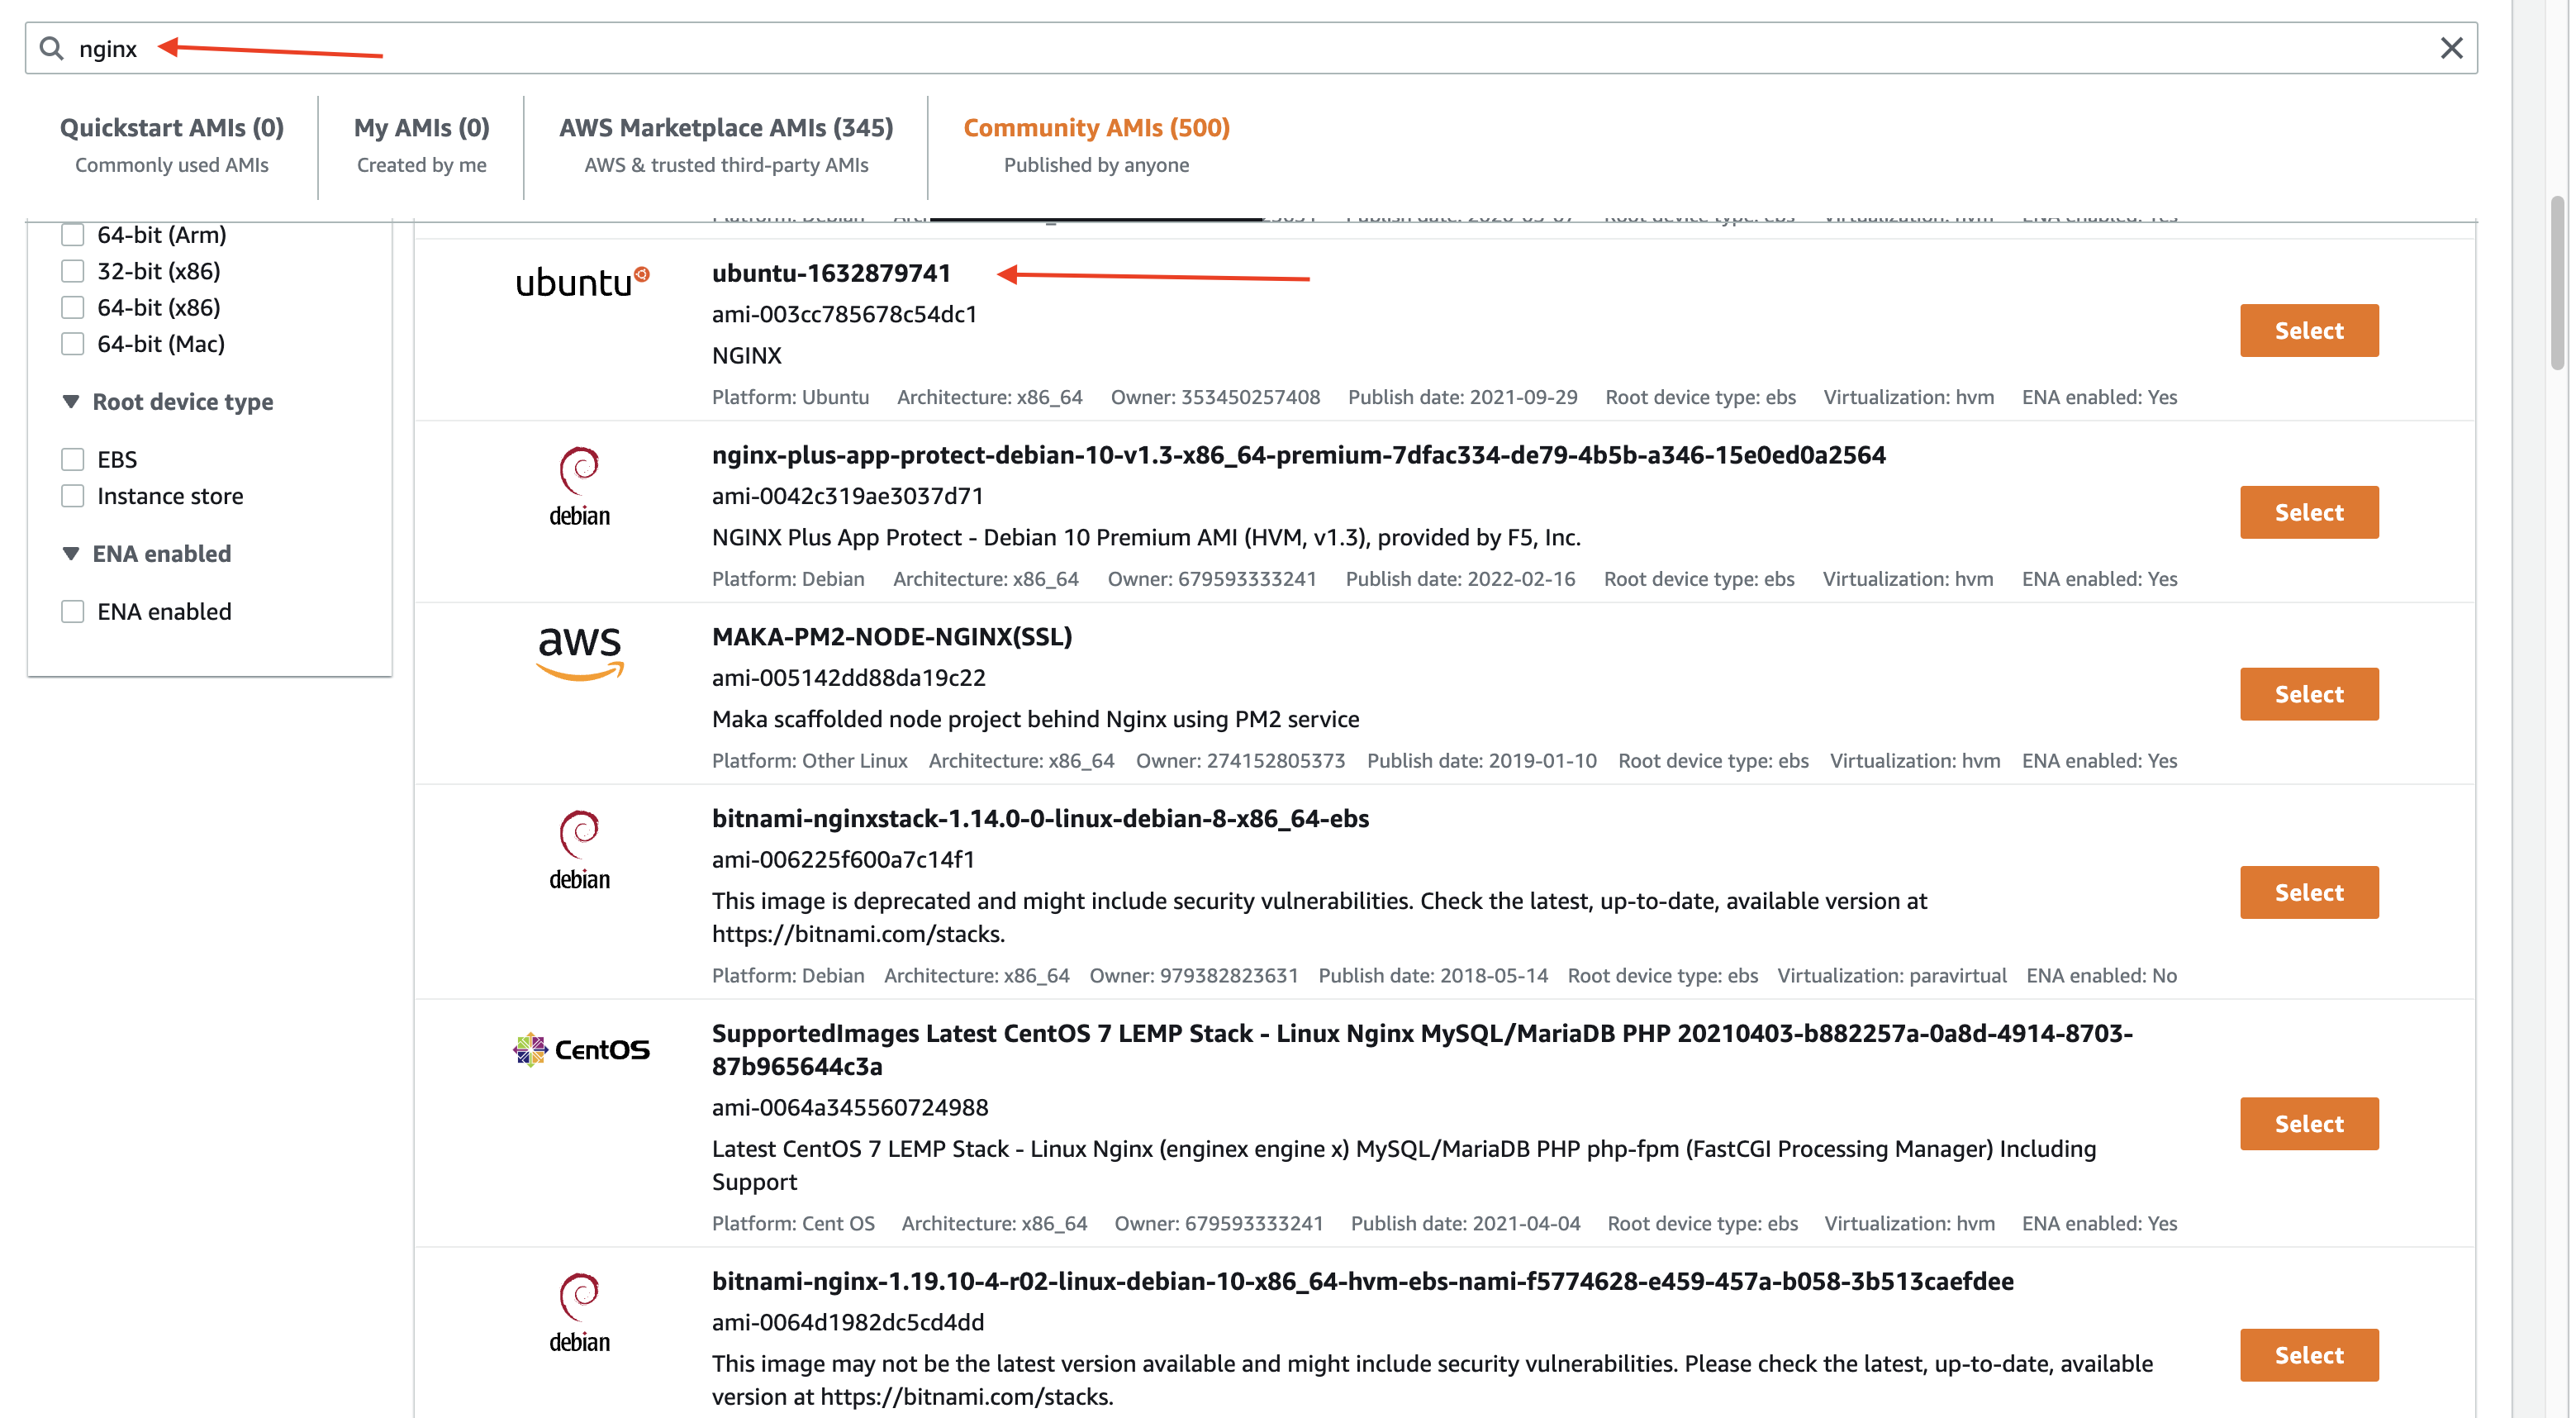 nginx
Quickstart AMIs (0)
Commonly used AMIs
My AMIs (0)
Created by me
AWS Marketplace AMIs (345)
AWS & trusted third-party AMIs
Community AMIs (500)
Published by anyone
64-bit (Arm)
32-bit (x86)
64-bit (x86)
64-bit (Mac)
Root device type
EBS
Instance store
ENA enabled
ENA enabled
ubuntu
ubuntu-1632879741
ami-003cc785678c54dc1
NGINX
Platform: Ubuntu Architecture: x86_64 Owner: 353450257408 Publish date: 2021-09-29 Root device type: ebs Virtualization: hvm ENA enabled: Yes
Select
debian
nginx-plus-app-protect-debian-10-v1.3-x86_64-premium-7dfac334-de79-4b5b-a346-15e0ed0a2564
ami-0042c319ae3037d71
NGINX Plus App Protect - Debian 10 Premium AMI (HVM, v1.3), provided by F5, Inc.
Platform: Debian Architecture: x86_64 Owner: 679593333241 Publish date: 2022-02-16 Root device type: ebs Virtualization: hvm ENA enabled: Yes
Select
aws
MAKA-PM2-NODE-NGINX(SSL)
ami-005142dd88da19c22
Maka scaffolded node project behind Nginx using PM2 service
Platform: Other Linux Architecture: x86_64 Owner: 274152805373 Publish date: 2019-01-10 Root device type: ebs Virtualization: hvm ENA enabled: Yes
Select
debian
bitnami-nginxstack-1.14.0-0-linux-debian-8-x86_64-ebs
ami-006225f600a7c14f1
This image is deprecated and might include security vulnerabilities. Check the latest, up-to-date, available version at
https://bitnami.com/stacks.
Platform: Debian Architecture: x86_64 Owner: 979382823631 Publish date: 2018-05-14 Root device type: ebs Virtualization: paravirtual ENA enabled: No
Select
CentOS
SupportedImages Latest CentOS 7 LEMP Stack - Linux Nginx MySQL/MariaDB PHP 20210403-b882257a-0a8d-4914-8703-
87b965644c3a
ami-0064a345560724988
Latest CentOS 7 LEMP Stack - Linux Nginx (enginex engine x) MySQL/MariaDB PHP php-fpm (FastCGI Processing Manager) Including
Support
Platform: Cent OS Architecture: x86_64 Owner: 679593333241 Publish date: 2021-04-04 Root device type: ebs Virtualization: hvm ENA enabled: Yes
Select
debian
bitnami-nginx-1.19.10-4-r02-linux-debian-10-x86_64-hvm-ebs-nami-f5774628-e459-457a-b058-3b513caefdee
ami-0064d1982dc5cd4dd
This image may not be the latest version available and might include security vulnerabilities. Please check the latest, up-to-date, available
version at https://bitnami.com/stacks.
Select